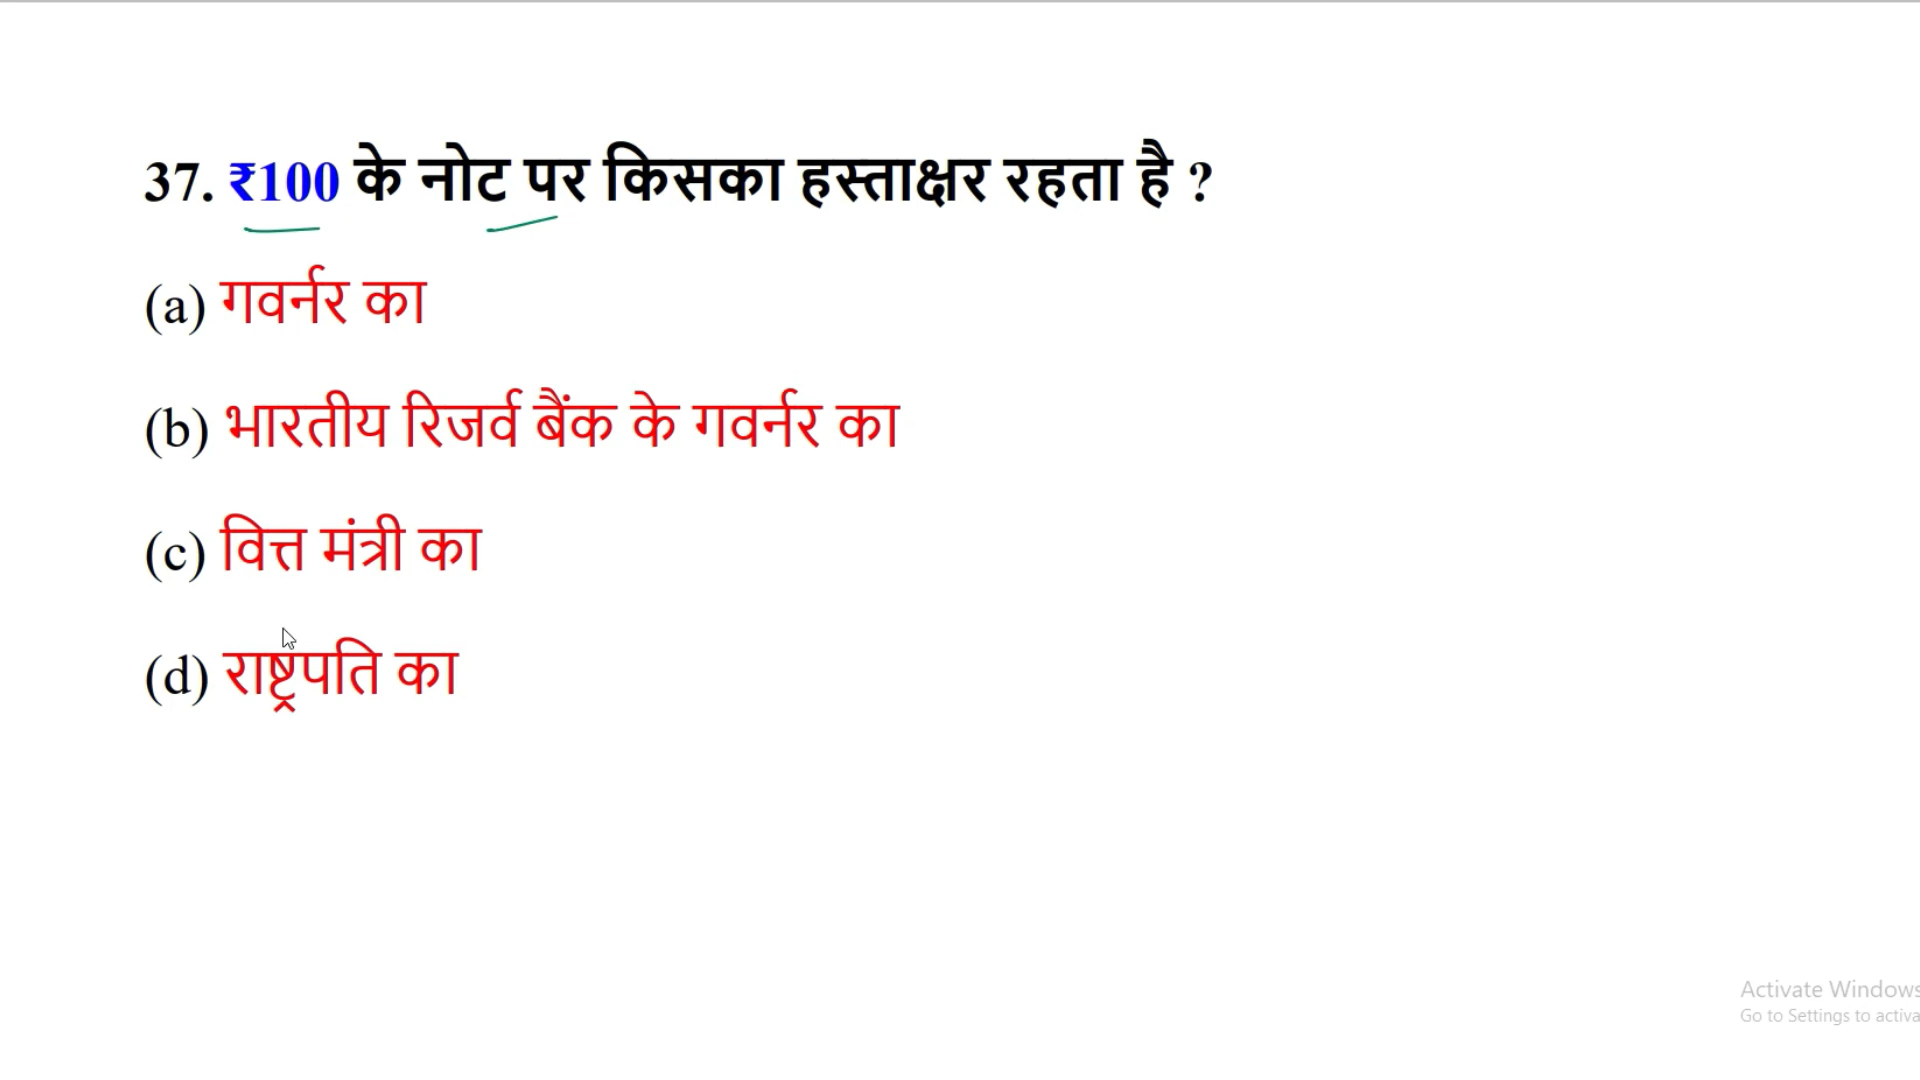 37. ₹100 के नोट पर किसका हस्ताक्षर रहता है ?
(a) गवर्नर का
(b) भारतीय रिजर्व बैंक के गवर्नर का
(c) वित्त मंत्री का
(d) राष्ट्रपति का
Activate Windows
Go to Settings to activa